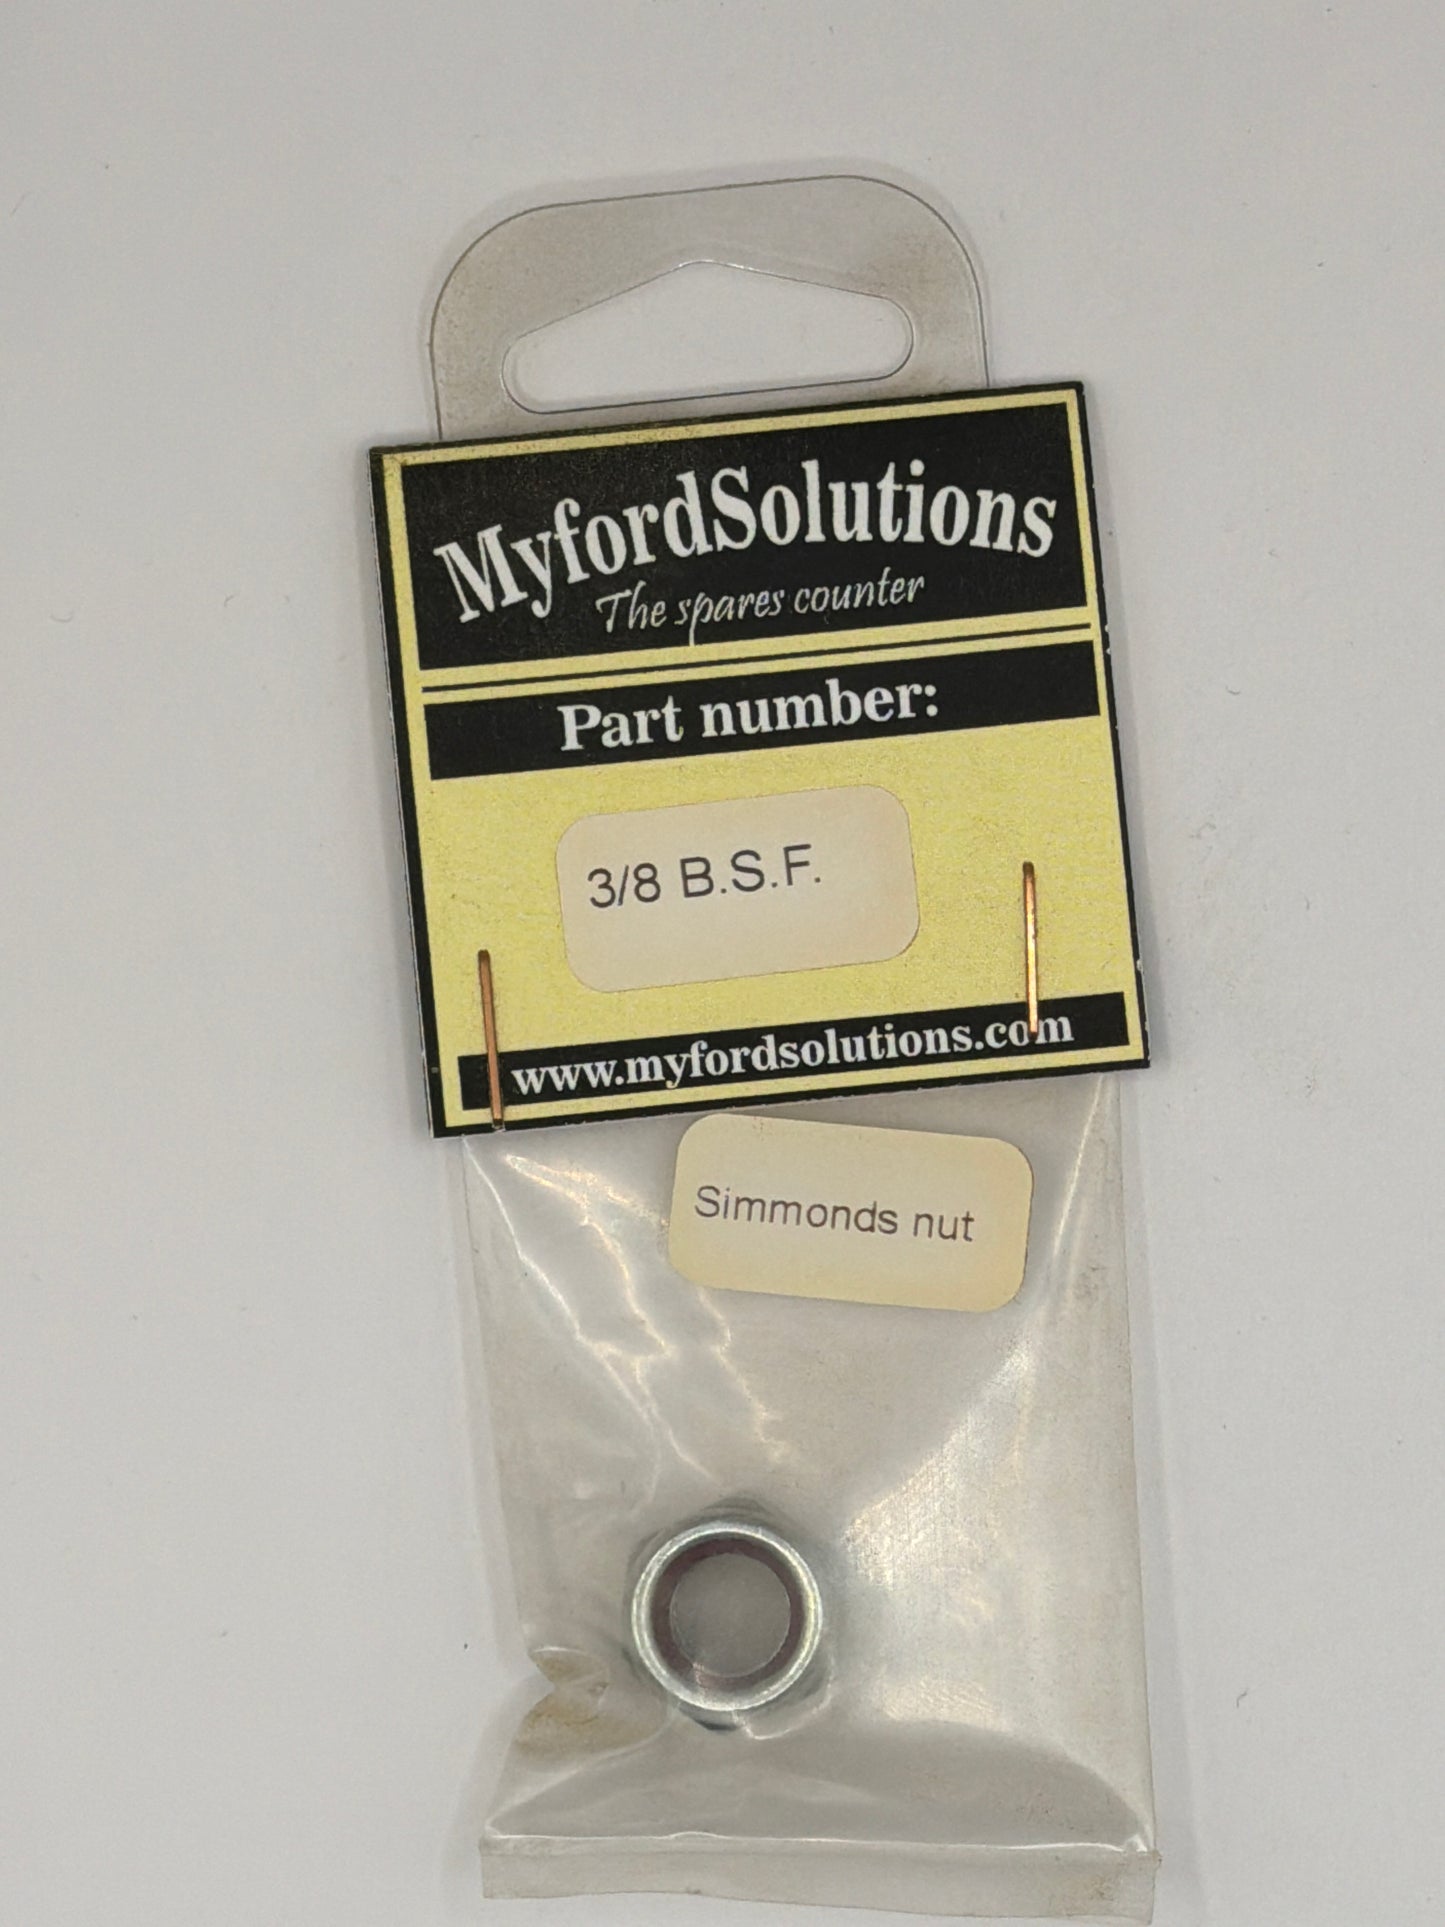 MyfordSolutions
The spares counter
Part number:
3/8 B.S.F.
www.myfordsolutions.com
Simmonds nut